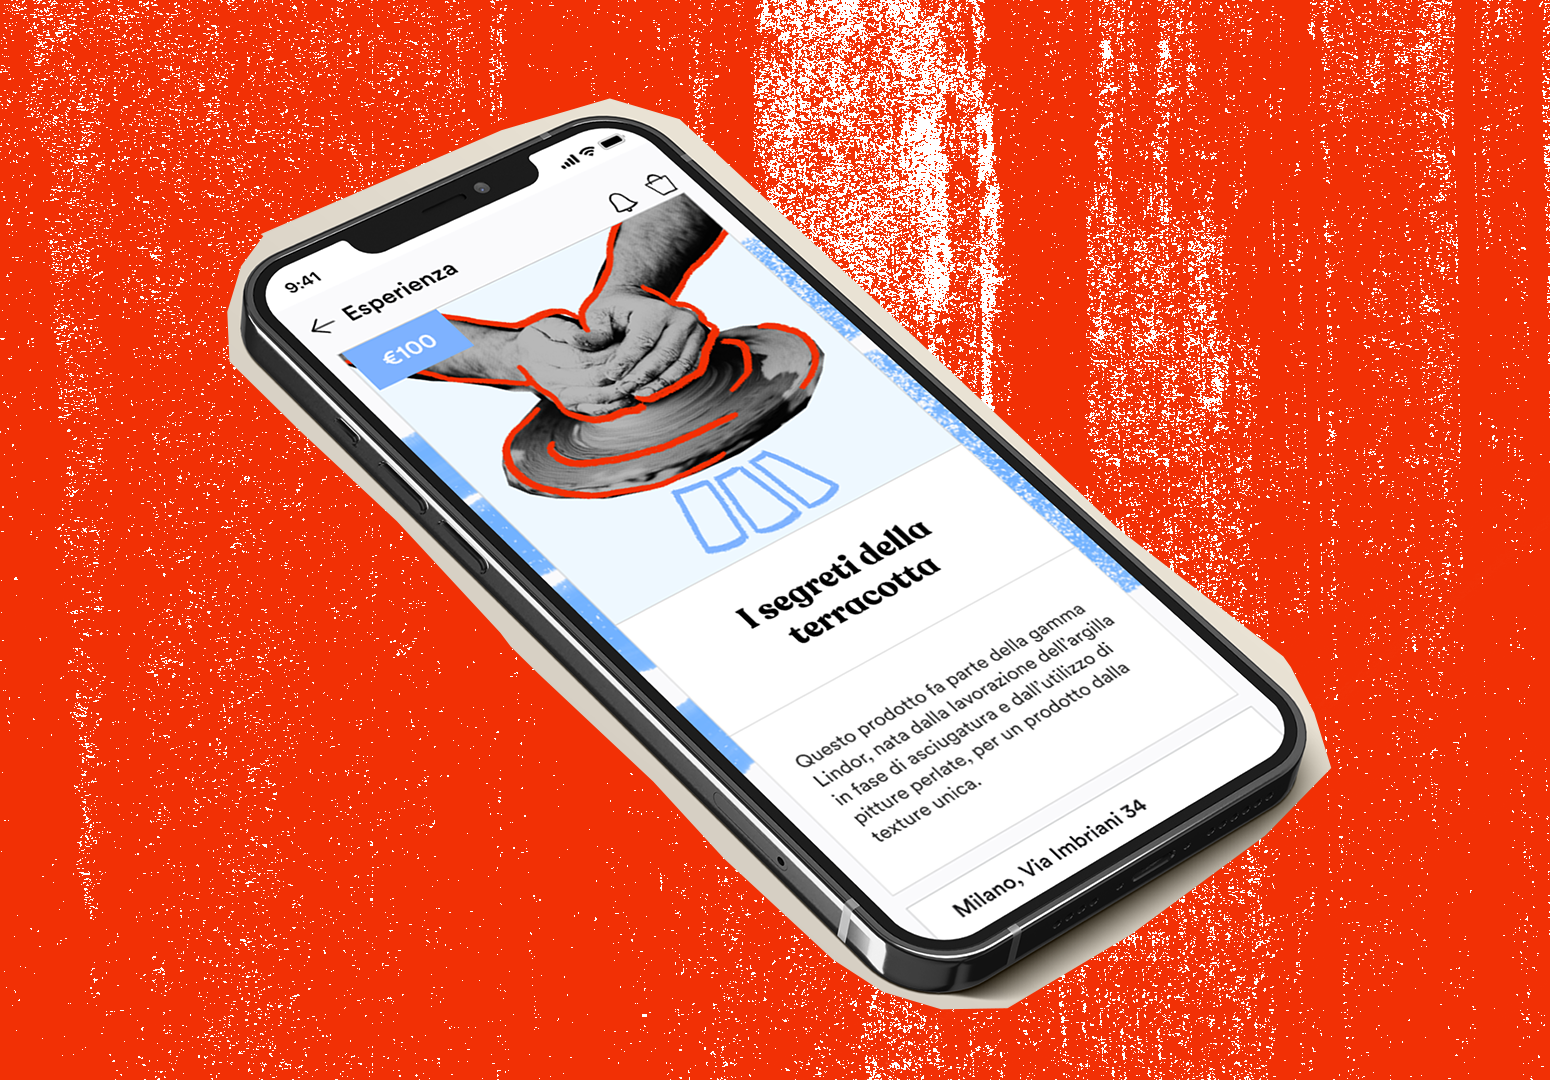 9:41
Esperienza
€100
I segreti della
terracotta
Questo prodotto fa parte della gamma
Lindor, nata dalla lavorazione dell'argilla
in fase di asciugatura e dall'utilizzo di
pitture perlate, per un prodotto dalla
texture unica.
Milano, Via Imbriani 34